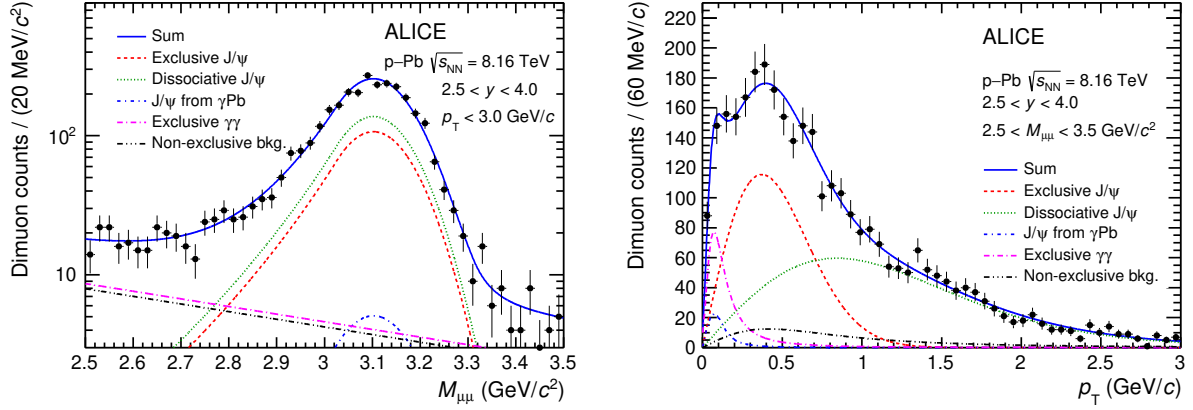 Dimuon counts / (20 MeV/c²)
10²
10
Sum
Exclusive J/ψ
Dissociative J/ψ
J/ψ from γPb
Exclusive γγ
Non-exclusive bkg.
ALICE
p−Pb √sNN = 8.16 TeV
2.5 < y < 4.0
pT < 3.0 GeV/c
2.5 2.6 2.7 2.8 2.9 3 3.1 3.2 3.3 3.4 3.5
Mμμ (GeV/c²)
Dimuon counts / (60 MeV/c)
220
200
180
160
140
120
100
80
60
40
20
0
ALICE
p−Pb √sNN = 8.16 TeV
2.5 < y < 4.0
2.5 < Mμμ < 3.5 GeV/c²
Sum
Exclusive J/ψ
Dissociative J/ψ
J/ψ from γPb
Exclusive γγ
Non-exclusive bkg.
0 0.5 1 1.5 2 2.5 3
pT (GeV/c)